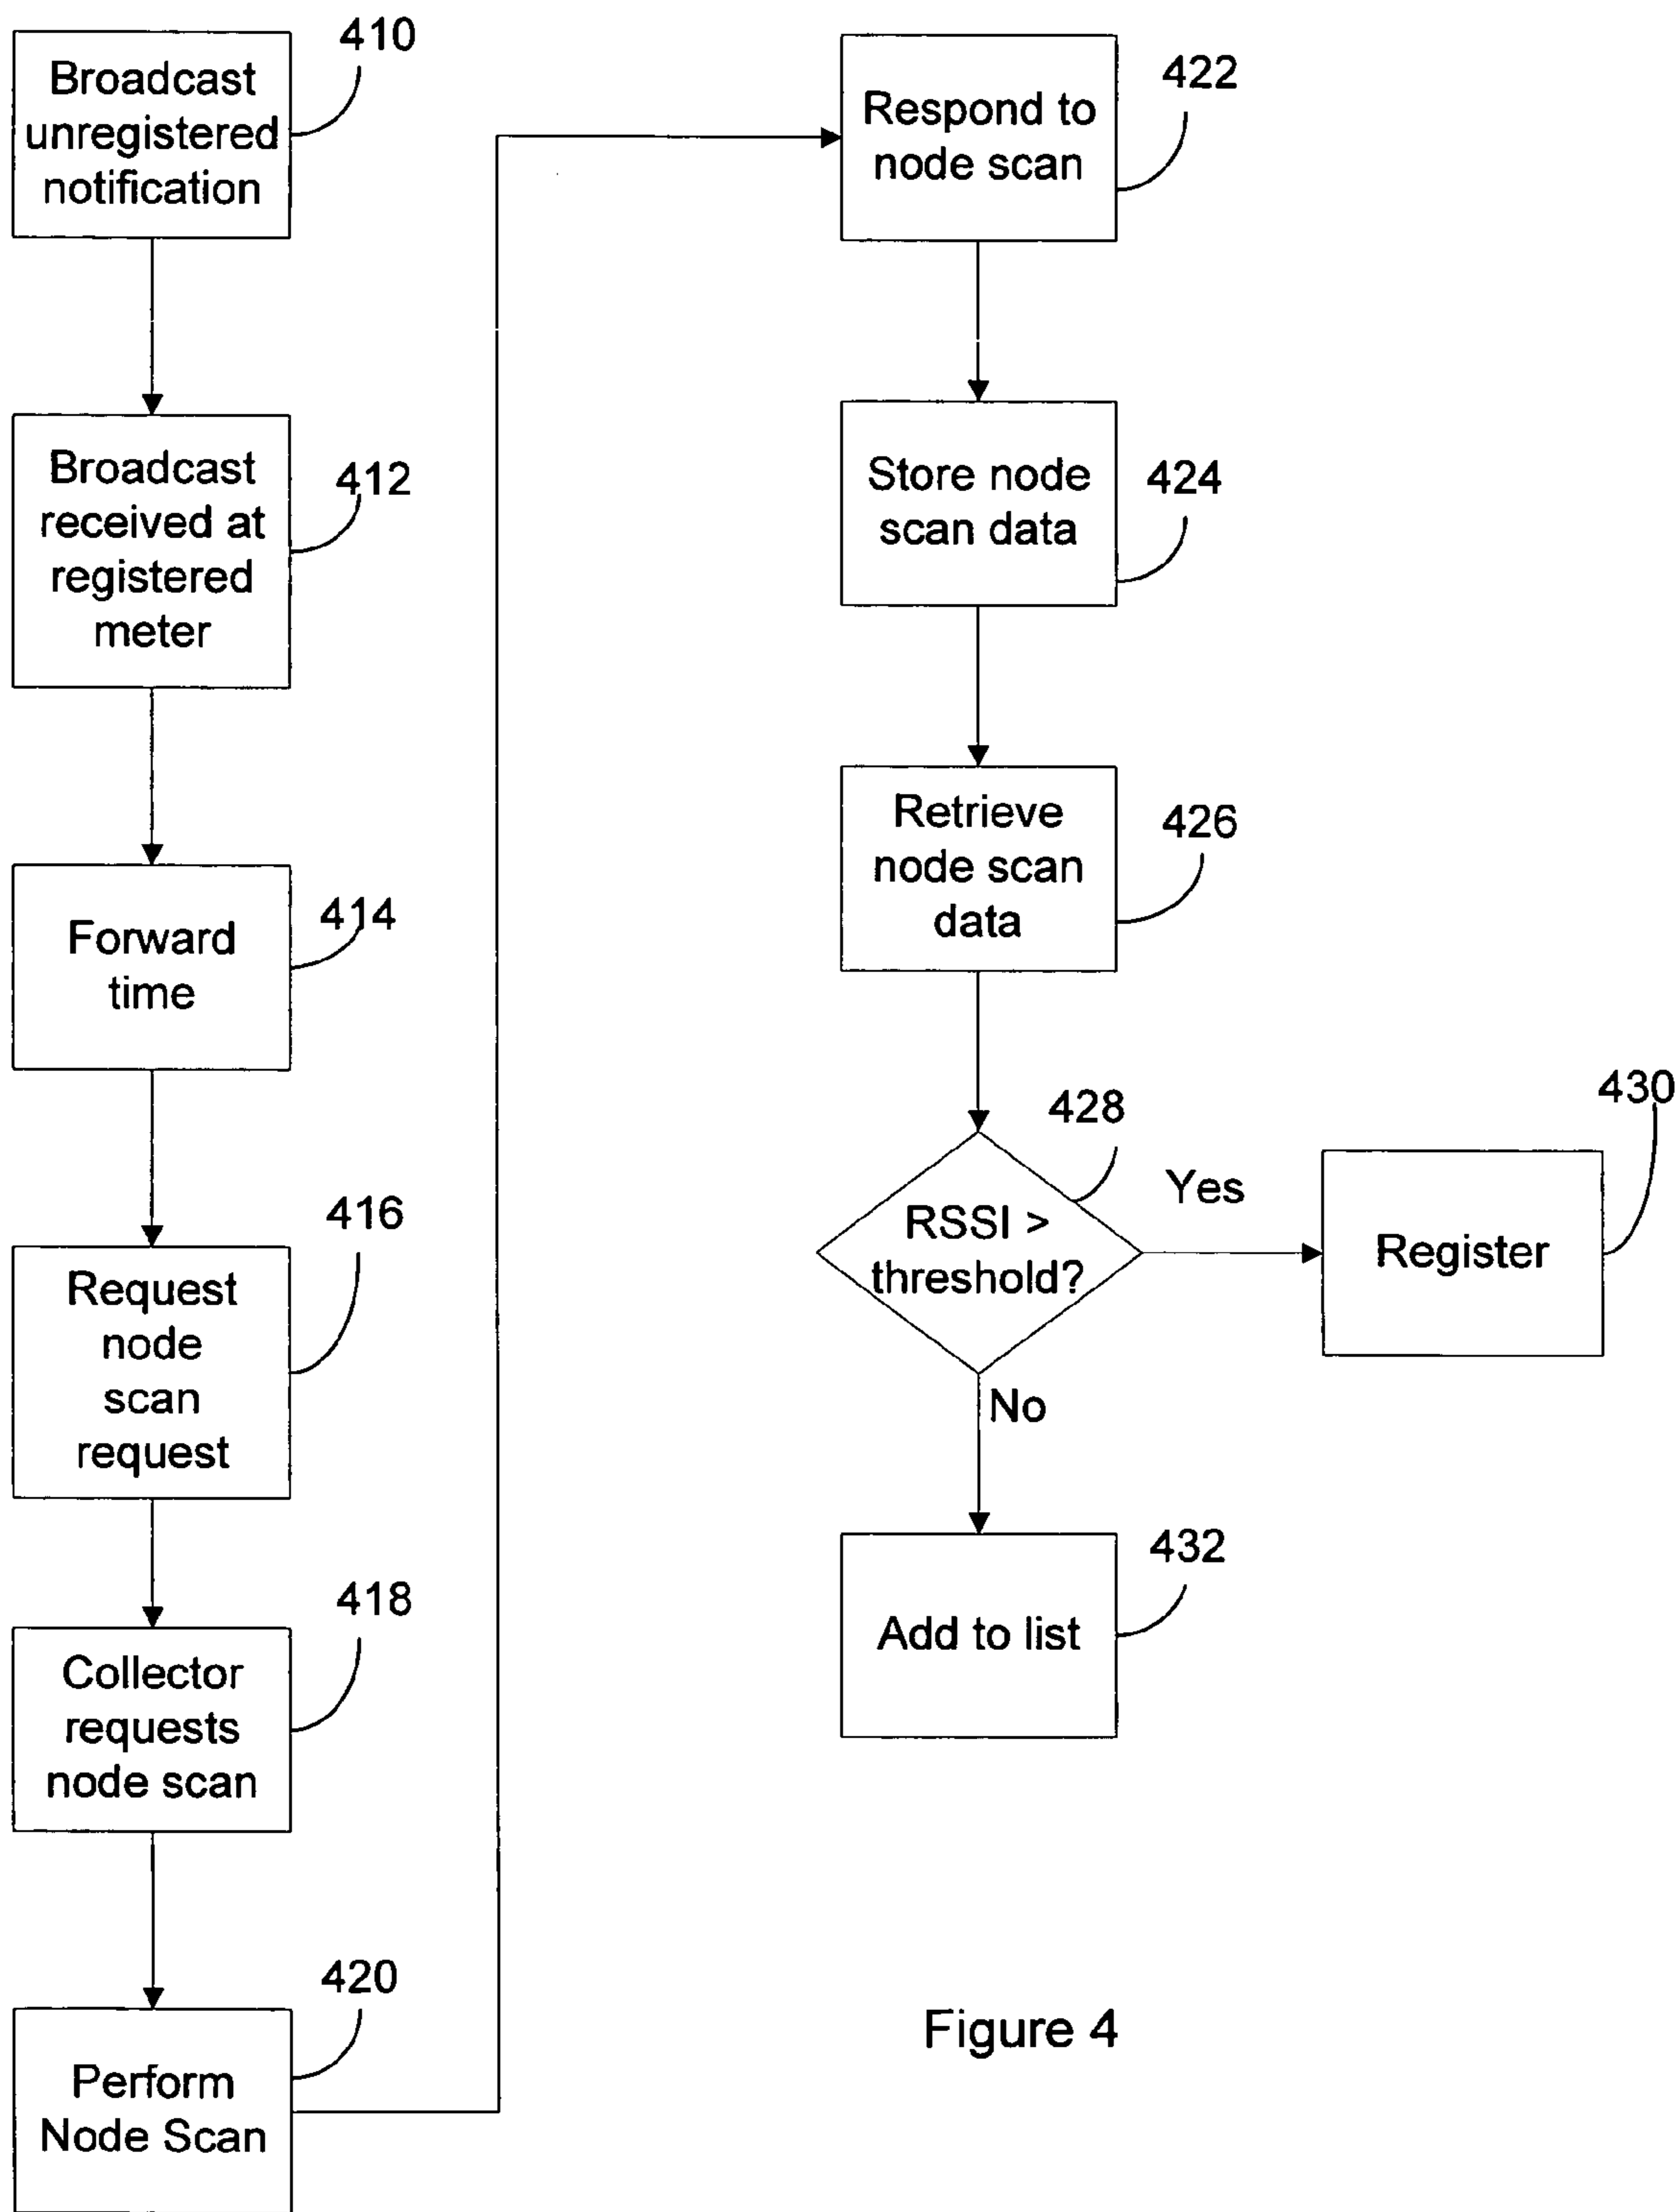 410
Broadcast
unregistered
notification
412
Broadcast
received at
registered
meter
414
Forward
time
416
Request
node
scan
request
418
Collector
requests
node scan
420
Perform
Node Scan
422
Respond to
node scan
424
Store node
scan data
426
Retrieve
node scan
data
428
RSSI >
threshold?
Yes
430
Register
No
432
Add to list
Figure 4